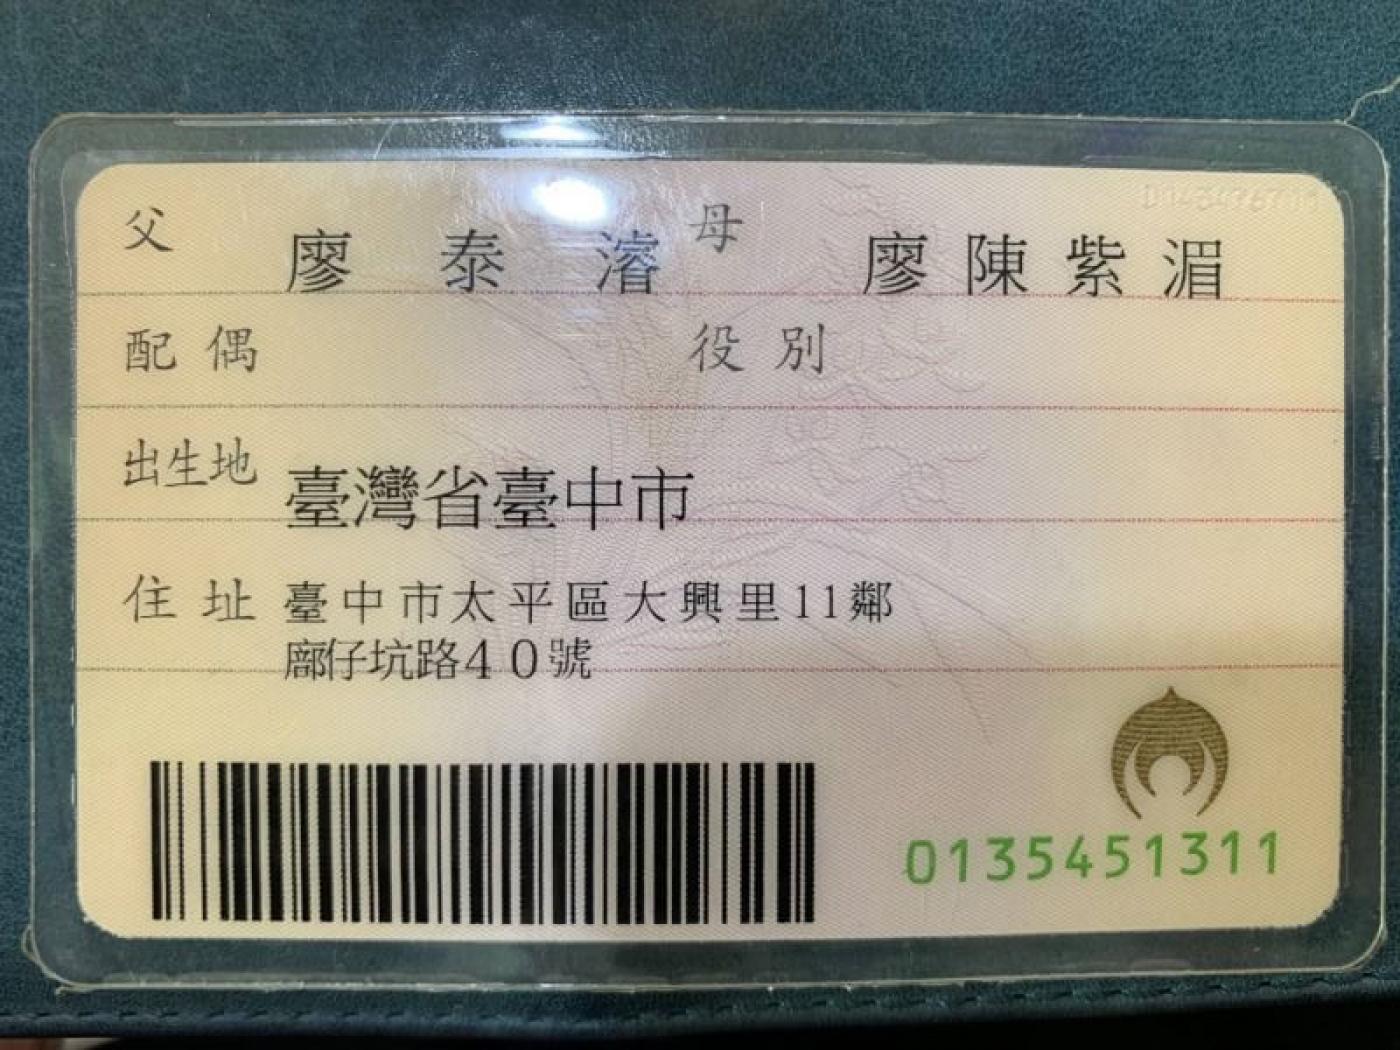 父 廖泰濬 母 廖陳紫湄
配偶 役別
出生地 臺灣省臺中市
住址 臺中市太平區大興里11鄰
廍仔坑路40號
0135451311